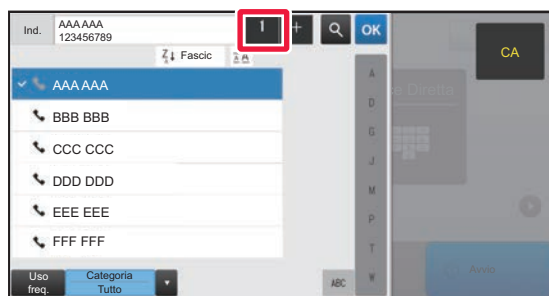 Ind.
AAA AAA
123456789
1
+
OK
CA
Z↓ Fascic
AAA AAA
BBB BBB
CCC CCC
DDD DDD
EEE EEE
FFF FFF
A
D
G
J
M
P
T
W
Diretta
Avvio
Uso freq.
Categoria
Tutto
▼
ABC